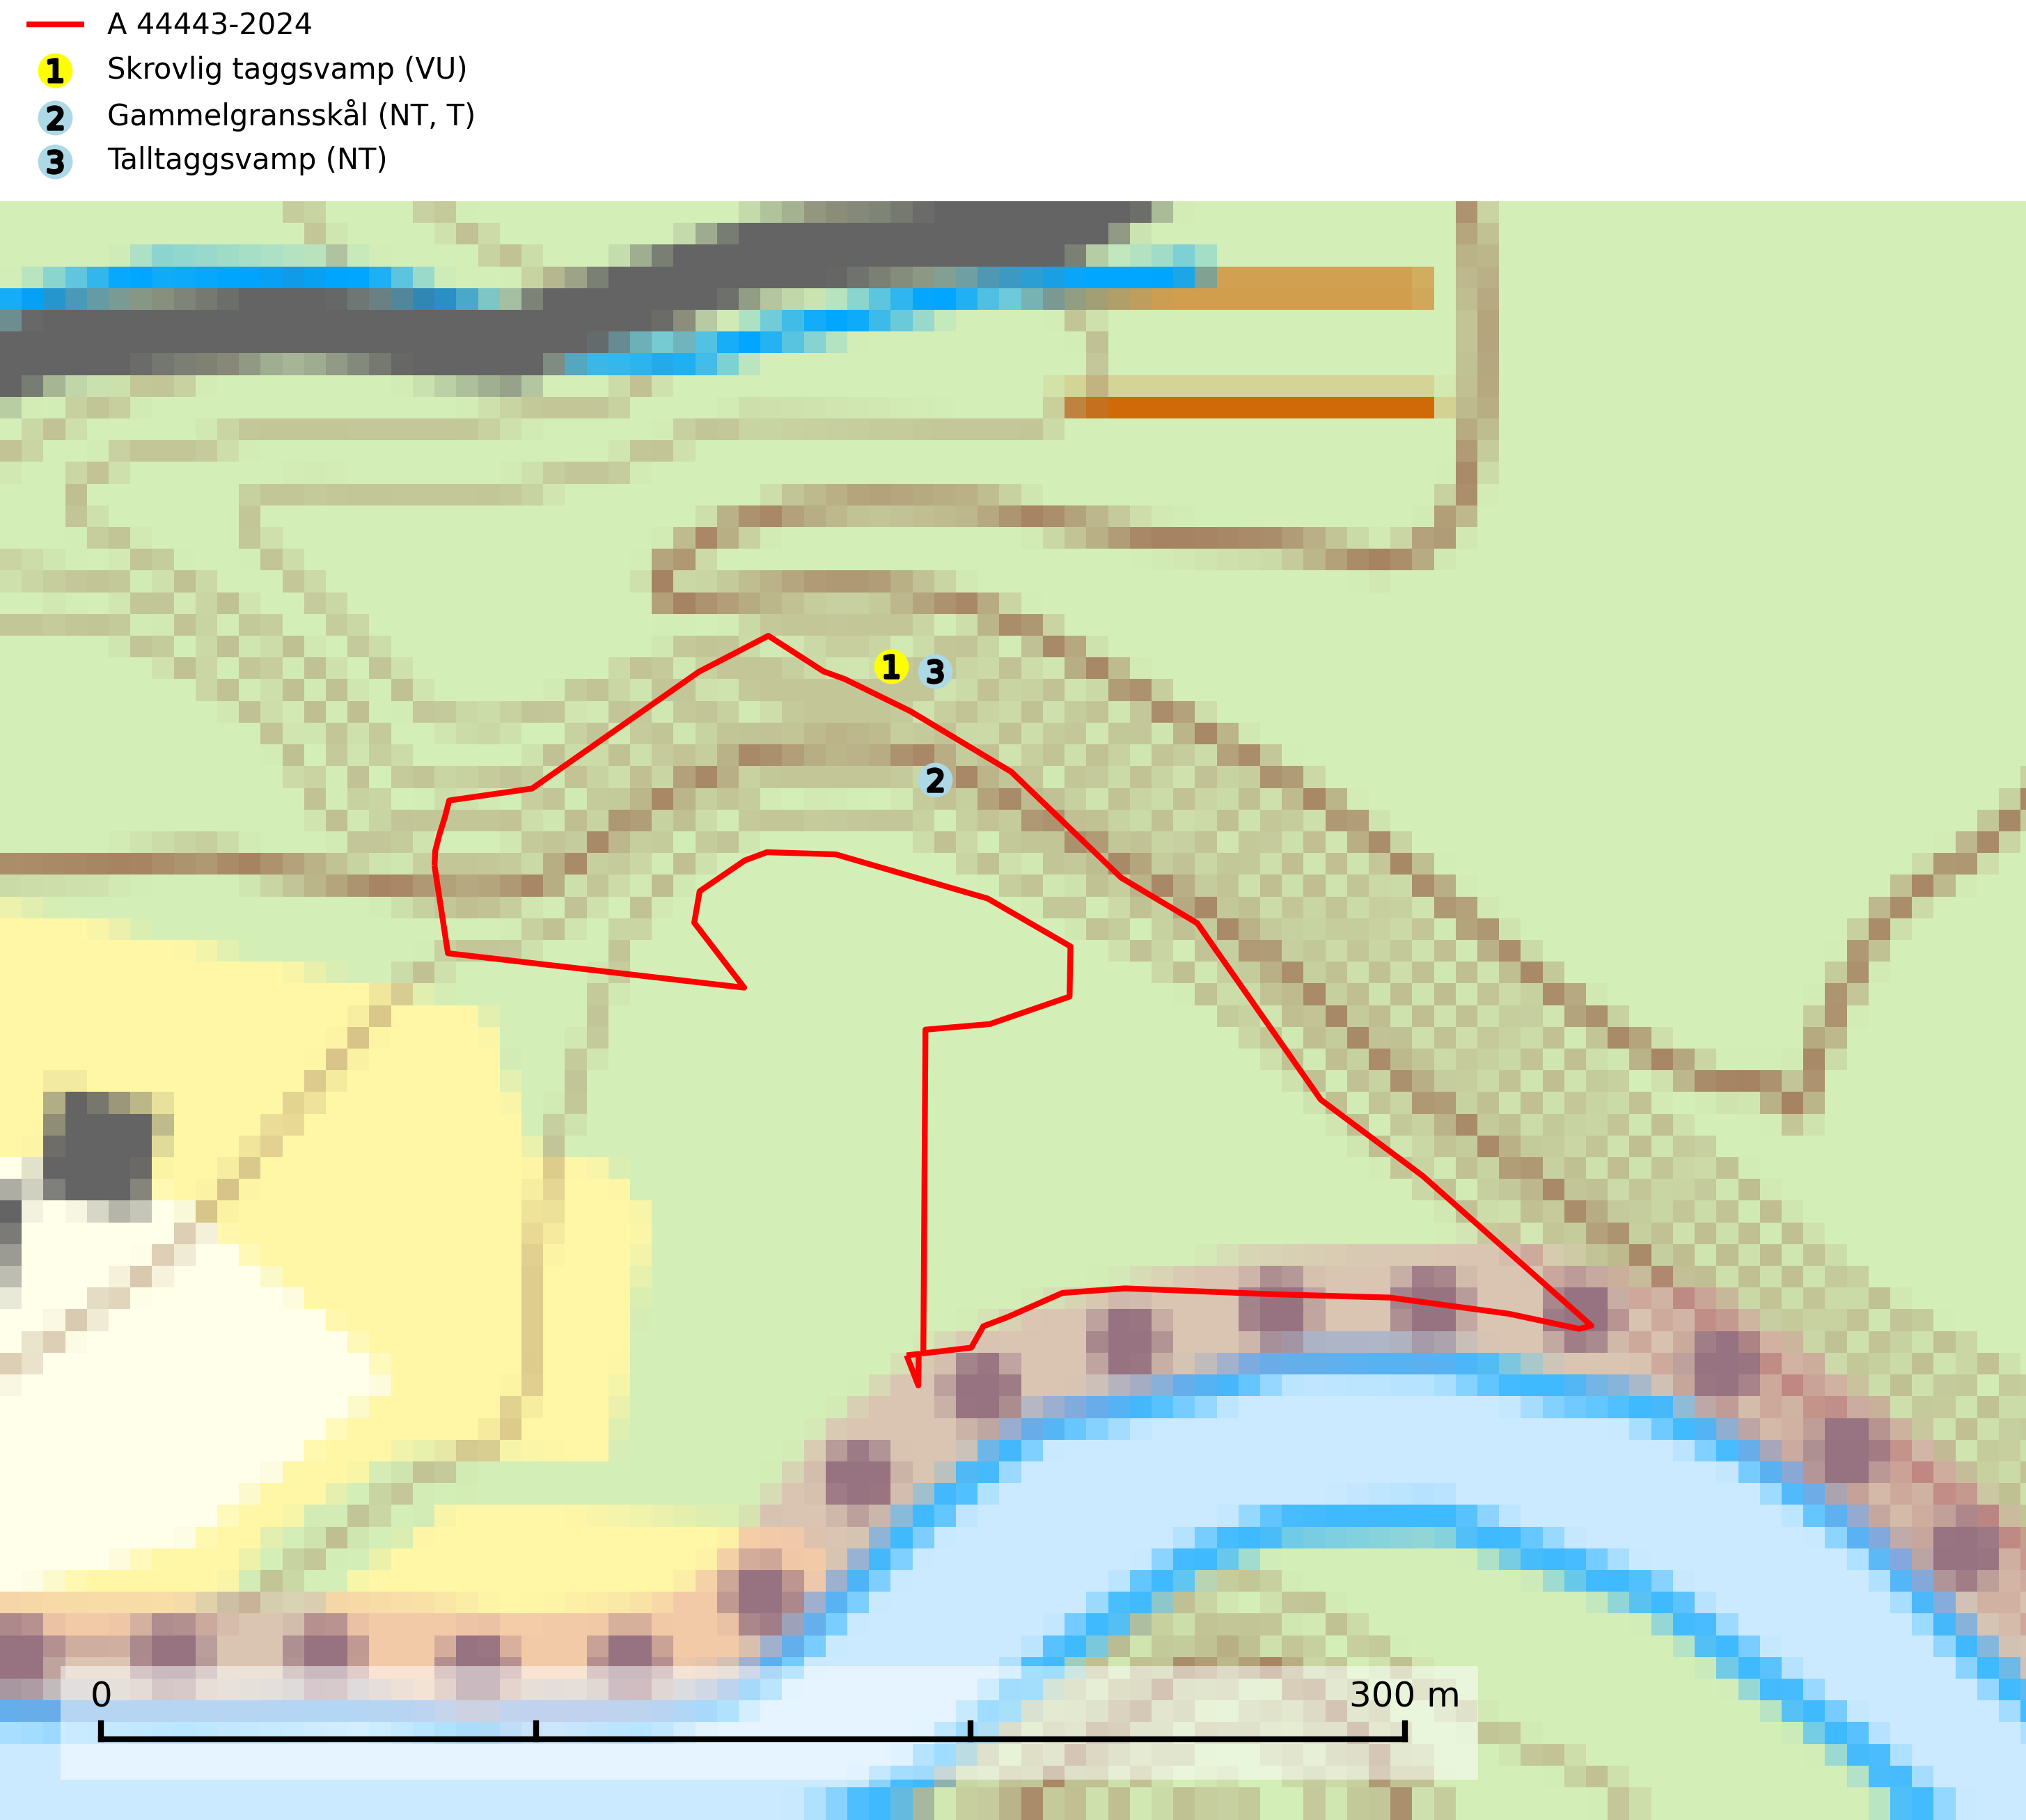 A 44443-2024
1 Skrovlig taggsvamp (VU)
2 Gammelgransskål (NT, T)
3 Talltaggsvamp (NT)
1 3
2
0 300 m